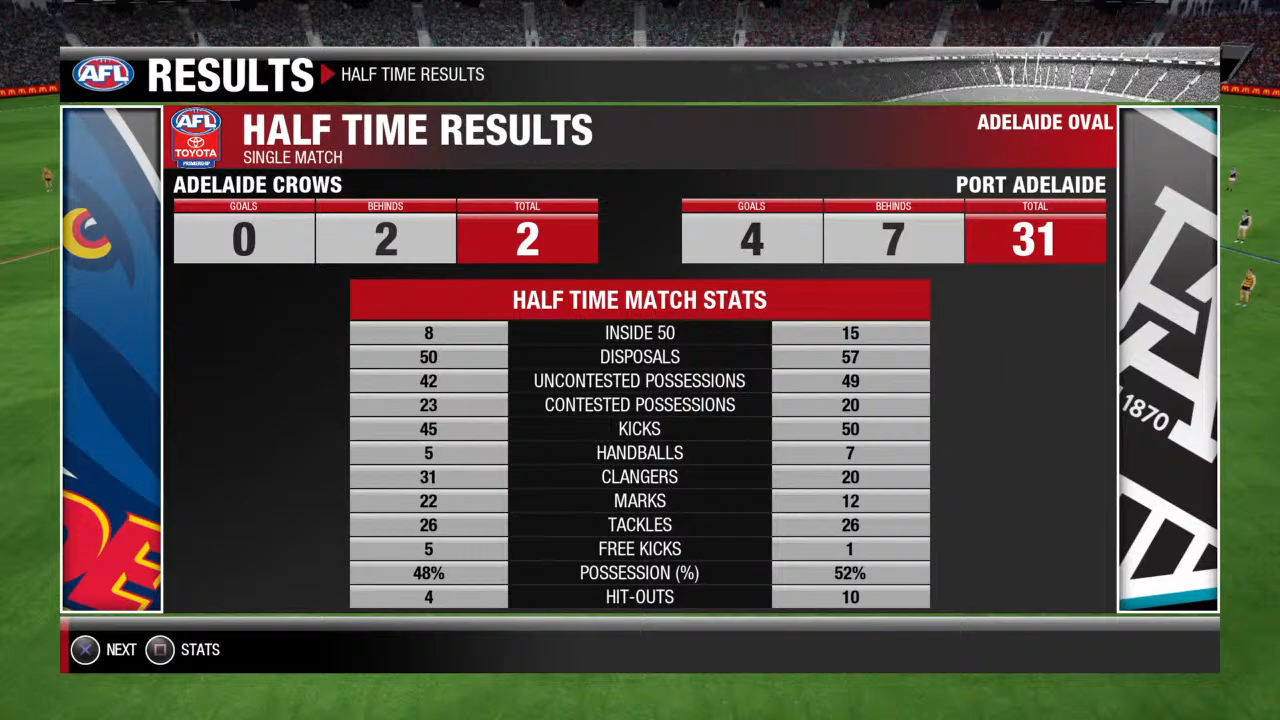 AFL RESULTS HALF TIME RESULTS
AFL TOYOTA PREMIERSHIP
HALF TIME RESULTS
SINGLE MATCH
ADELAIDE OVAL
ADELAIDE CROWS
GOALS BEHINDS TOTAL
0 2 2
PORT ADELAIDE
GOALS BEHINDS TOTAL
4 7 31
HALF TIME MATCH STATS
8 INSIDE 50 15
50 DISPOSALS 57
42 UNCONTESTED POSSESSIONS 49
23 CONTESTED POSSESSIONS 20
45 KICKS 50
5 HANDBALLS 7
31 CLANGERS 20
22 MARKS 12
26 TACKLES 26
5 FREE KICKS 1
48% POSSESSION (%) 52%
4 HIT-OUTS 10
1870
NEXT STATS